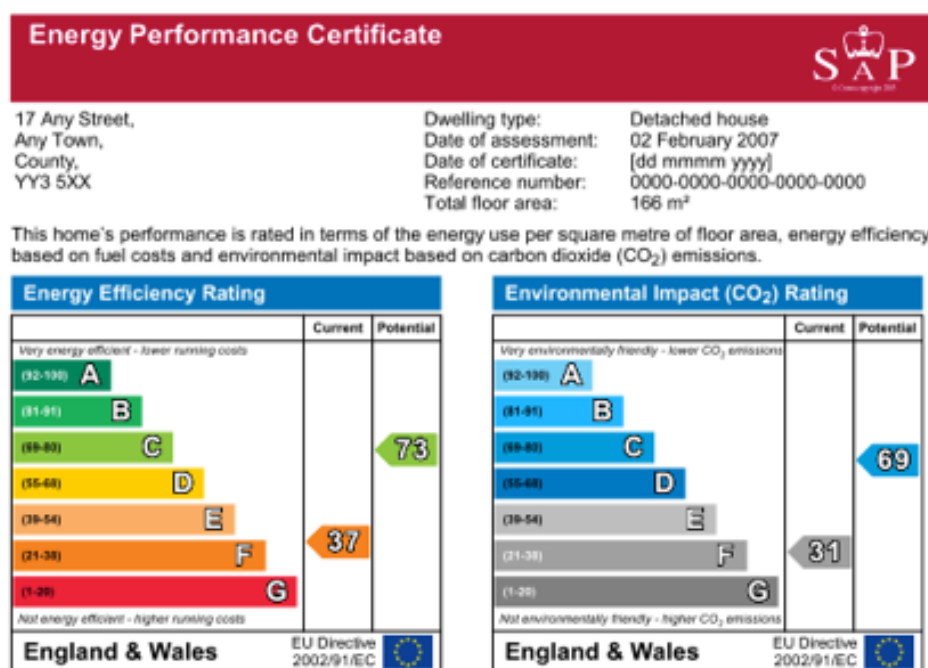 Energy Performance Certificate
SAP
17 Any Street,
Any Town,
County,
YY3 5XX
Dwelling type: Detached house
Date of assessment: 02 February 2007
Date of certificate: [dd mmmm yyyy]
Reference number: 0000-0000-0000-0000-0000
Total floor area: 166 m²
This home's performance is rated in terms of the energy use per square metre of floor area, energy efficiency
based on fuel costs and environmental impact based on carbon dioxide (CO₂) emissions.
Energy Efficiency Rating
Current Potential
Very energy efficient - lower running costs
(92-100) A
(81-91) B
(69-80) C
73
(55-68) D
(39-54) E
37
(21-38) F
(1-20) G
Not energy efficient - higher running costs
England & Wales
EU Directive
2002/91/EC
Environmental Impact (CO₂) Rating
Current Potential
Very environmentally friendly - lower CO₂ emissions
(92-100) A
(81-91) B
(69-80) C
69
(55-68) D
(39-54) E
(21-38) F
31
(1-20) G
Not environmentally friendly - higher CO₂ emissions
England & Wales
EU Directive
2002/91/EC